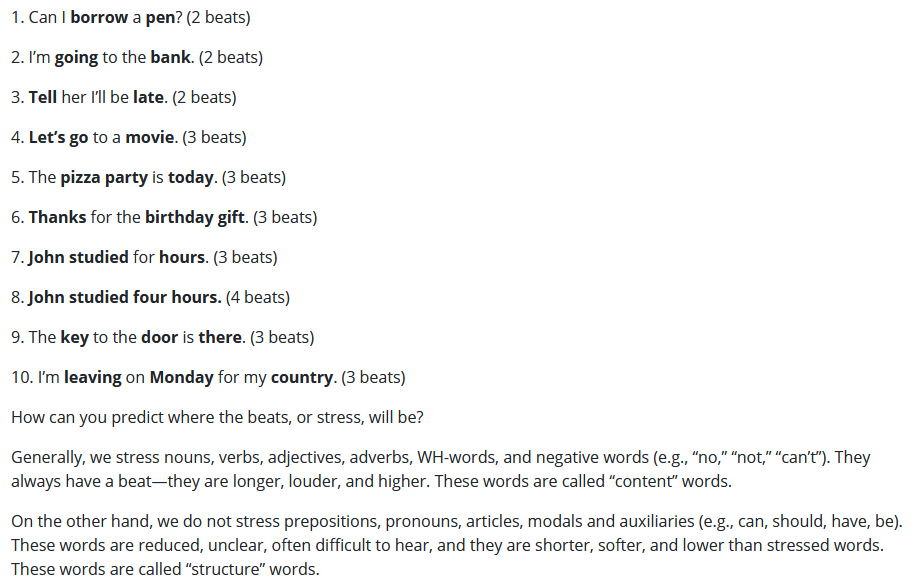 1. Can I borrow a pen? (2 beats)
2. I’m going to the bank. (2 beats)
3. Tell her I’ll be late. (2 beats)
4. Let’s go to a movie. (3 beats)
5. The pizza party is today. (3 beats)
6. Thanks for the birthday gift. (3 beats)
7. John studied for hours. (3 beats)
8. John studied four hours. (4 beats)
9. The key to the door is there. (3 beats)
10. I’m leaving on Monday for my country. (3 beats)
How can you predict where the beats, or stress, will be?
Generally, we stress nouns, verbs, adjectives, adverbs, WH-words, and negative words (e.g., “no,” “not,” “can’t”). They
always have a beat—they are longer, louder, and higher. These words are called “content” words.
On the other hand, we do not stress prepositions, pronouns, articles, modals and auxiliaries (e.g., can, should, have, be).
These words are reduced, unclear, often difficult to hear, and they are shorter, softer, and lower than stressed words.
These words are called “structure” words.